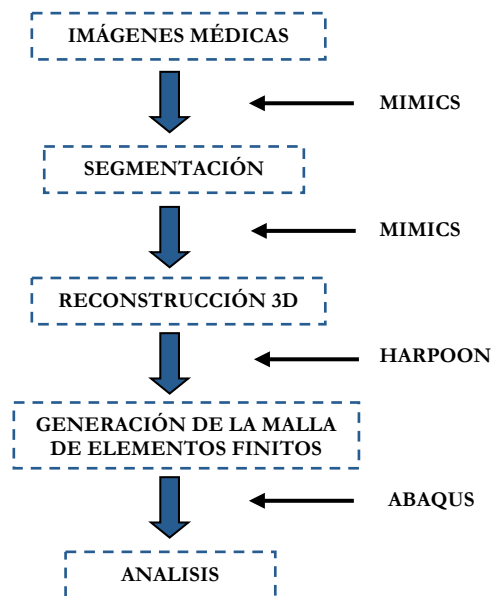 IMÁGENES MÉDICAS
MIMICS
SEGMENTACIÓN
MIMICS
RECONSTRUCCIÓN 3D
HARPOON
GENERACIÓN DE LA MALLA
DE ELEMENTOS FINITOS
ABAQUS
ANALISIS